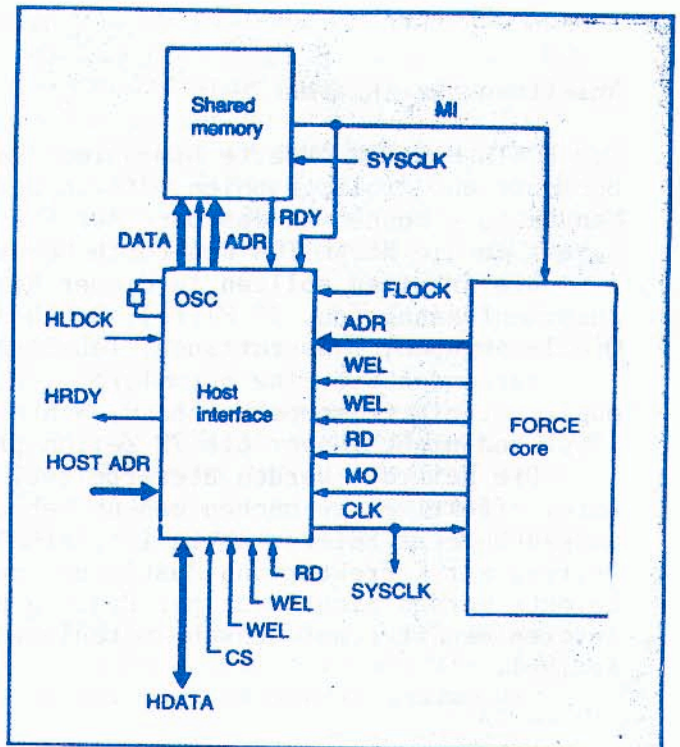 Shared
memory
MI
SYSCLK
DATA
ADR
RDY
OSC
HLDCK
HRDY
HOST ADR
Host
interface
FLOCK
ADR
WEL
WEL
RD
MO
CLK
SYSCLK
FORCE
core
RD
WEL
WEL
CS
HDATA